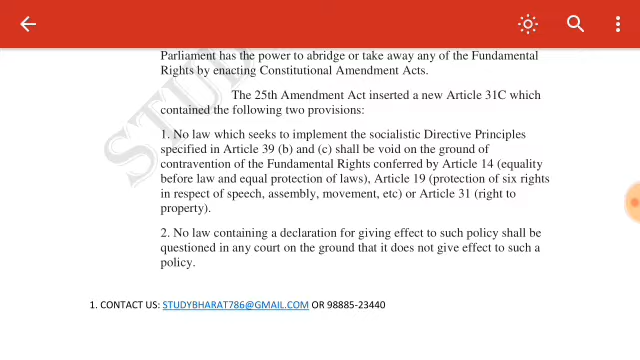 Parliament has the power to abridge or take away any of the Fundamental
Rights by enacting Constitutional Amendment Acts.
The 25th Amendment Act inserted a new Article 31C which
contained the following two provisions:
1. No law which seeks to implement the socialistic Directive Principles
specified in Article 39 (b) and (c) shall be void on the ground of
contravention of the Fundamental Rights conferred by Article 14 (equality
before law and equal protection of laws), Article 19 (protection of six rights
in respect of speech, assembly, movement, etc) or Article 31 (right to
property).
2. No law containing a declaration for giving effect to such policy shall be
questioned in any court on the ground that it does not give effect to such a
policy.
1. CONTACT US: STUDYBHARAT786@GMAIL.COM OR 98885-23440